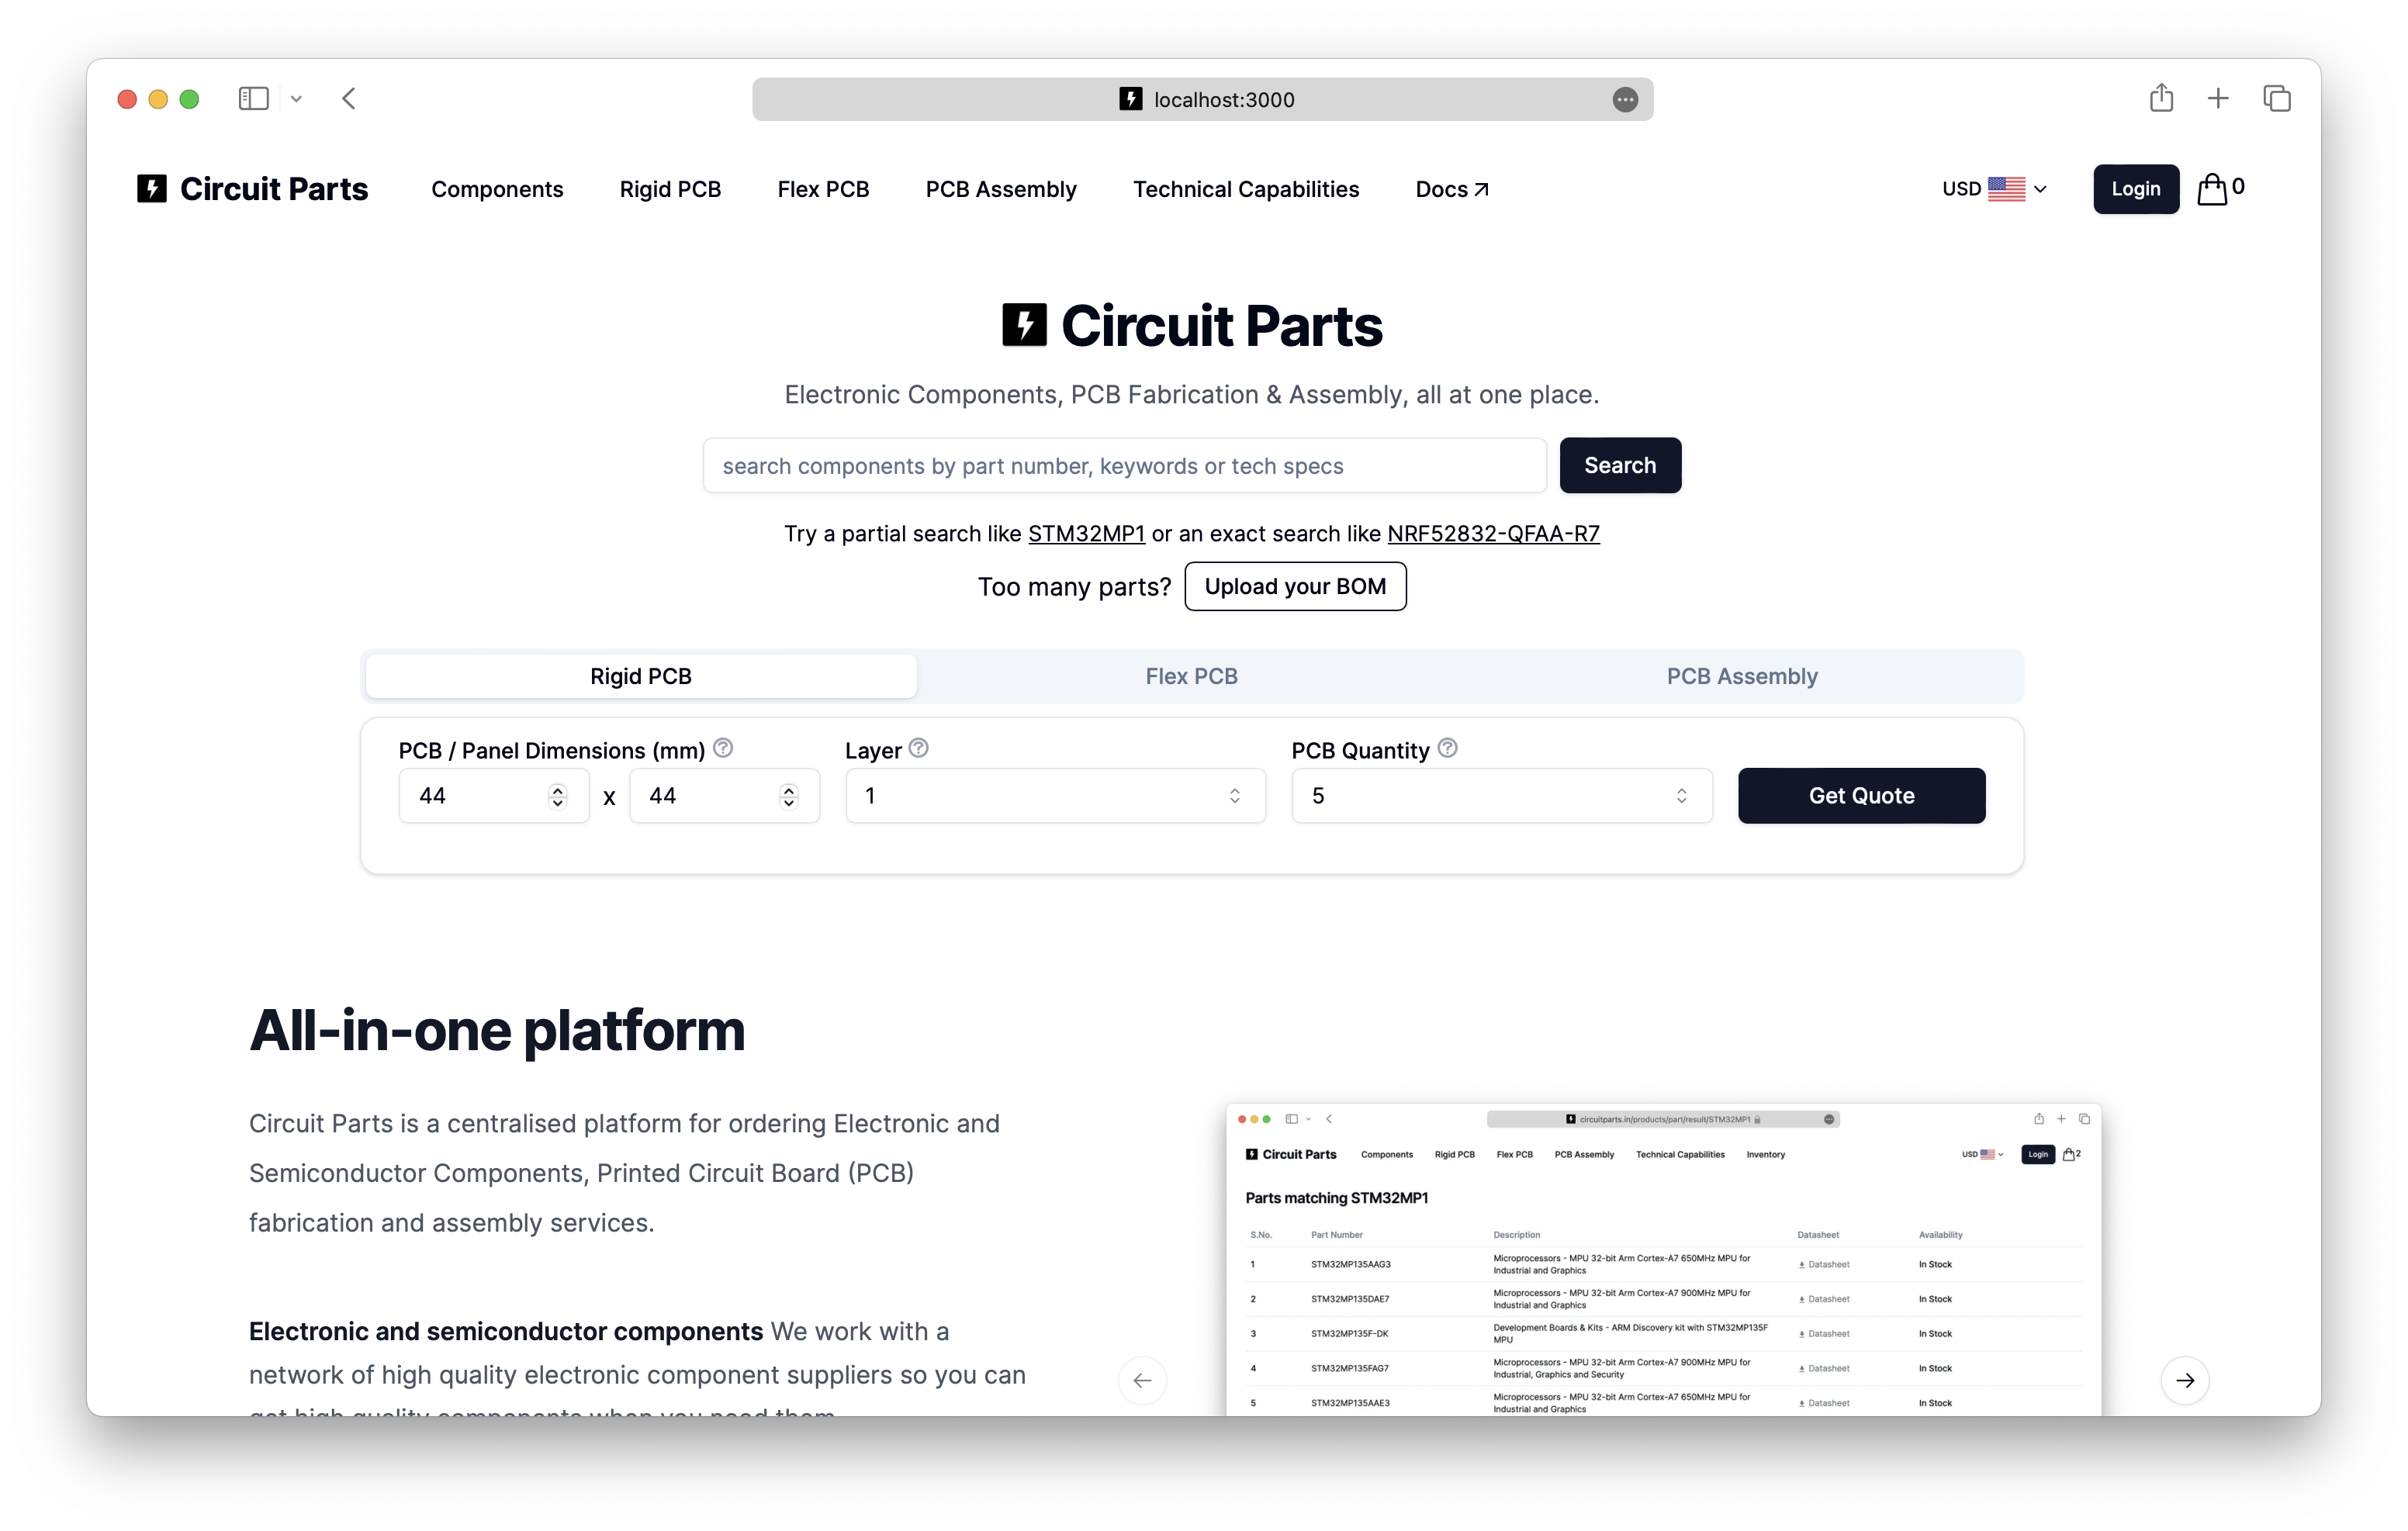 localhost:3000
Circuit Parts
Components
Rigid PCB
Flex PCB
PCB Assembly
Technical Capabilities
Docs
USD
Login
0
Circuit Parts
Electronic Components, PCB Fabrication & Assembly, all at one place.
search components by part number, keywords or tech specs
Search
Try a partial search like STM32MP1 or an exact search like NRF52832-QFAA-R7
Too many parts? Upload your BOM
Rigid PCB
Flex PCB
PCB Assembly
PCB / Panel Dimensions (mm)
Layer
PCB Quantity
44 x 44
1
5
Get Quote
All-in-one platform
Circuit Parts is a centralised platform for ordering Electronic and
Semiconductor Components, Printed Circuit Board (PCB)
fabrication and assembly services.
Electronic and semiconductor components We work with a
network of high quality electronic component suppliers so you can
get high quality components when you need them
circuitparts.in/products/part/result/STM32MP1
Circuit Parts
Components
Rigid PCB
Flex PCB
PCB Assembly
Technical Capabilities
Inventory
USD
Login
2
Parts matching STM32MP1
S.No. Part Number Description Datasheet Availability
1 STM32MP135AAG3 Microprocessors - MPU 32-bit Arm Cortex-A7 650MHz MPU for Datasheet In Stock
Industrial and Graphics
2 STM32MP135DAE7 Microprocessors - MPU 32-bit Arm Cortex-A7 900MHz MPU for Datasheet In Stock
Industrial and Graphics
3 STM32MP135F-DK Development Boards & Kits - ARM Discovery kit with STM32MP135F Datasheet In Stock
MPU
4 STM32MP135FAG7 Microprocessors - MPU 32-bit Arm Cortex-A7 900MHz MPU for Datasheet In Stock
Industrial, Graphics and Security
5 STM32MP135AAE3 Microprocessors - MPU 32-bit Arm Cortex-A7 650MHz MPU for Datasheet In Stock
Industrial and Graphics